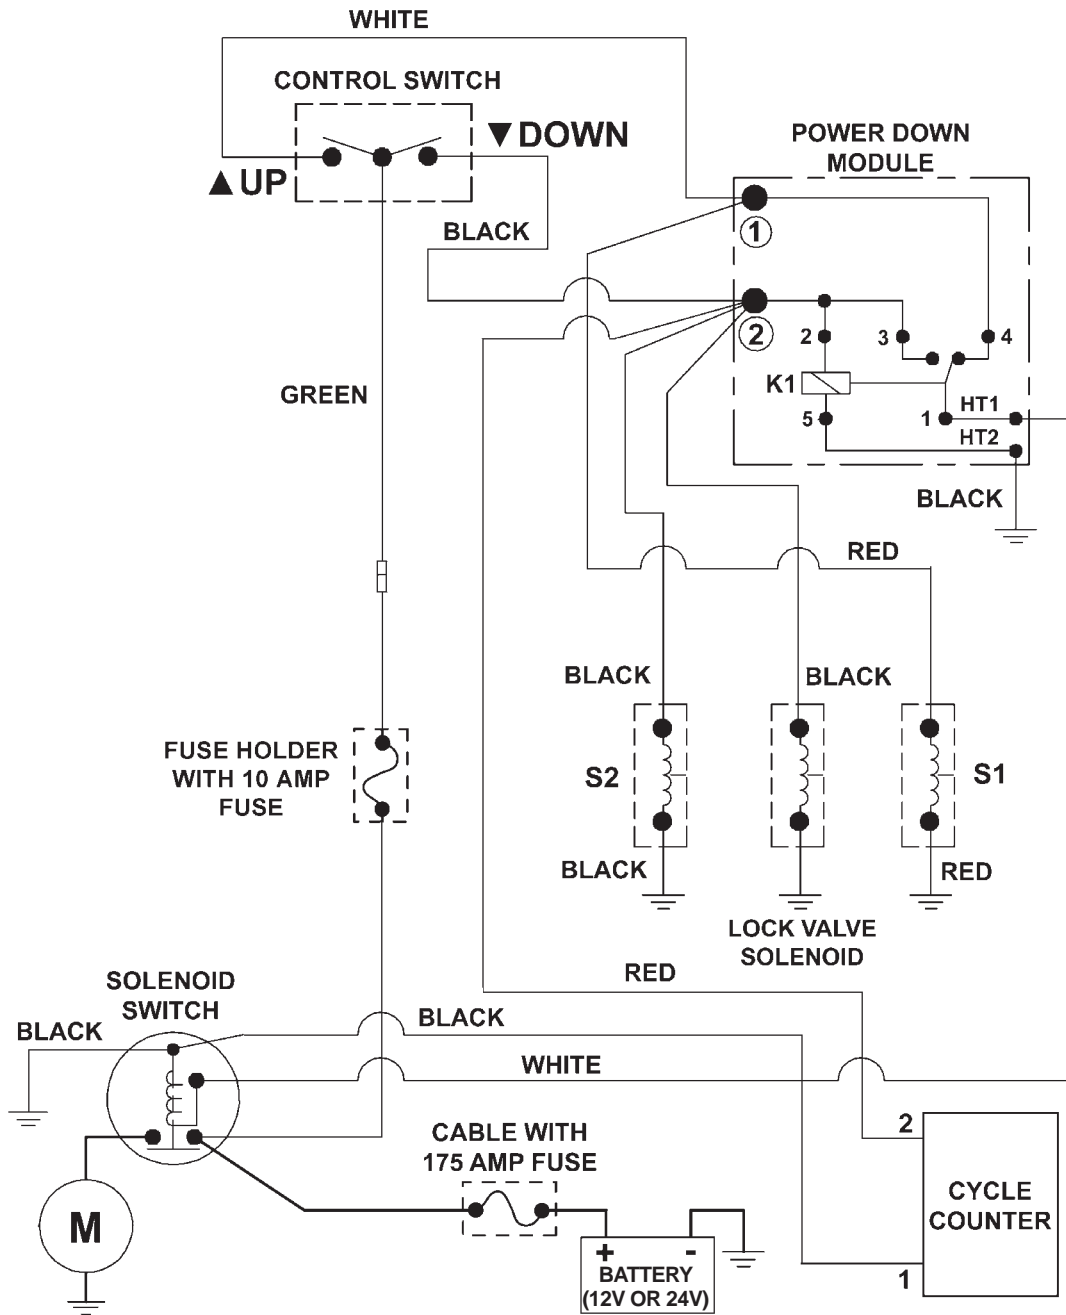 WHITE
CONTROL SWITCH
▼DOWN
▲UP
POWER DOWN
MODULE
BLACK
1
2
2
3
4
K1
5
1
HT1
HT2
GREEN
BLACK
RED
BLACK
BLACK
FUSE HOLDER
WITH 10 AMP
FUSE
S2
S1
BLACK
RED
LOCK VALVE
SOLENOID
RED
SOLENOID
SWITCH
BLACK
BLACK
WHITE
CABLE WITH
175 AMP FUSE
2
CYCLE
COUNTER
1
M
+ -
BATTERY
(12V OR 24V)